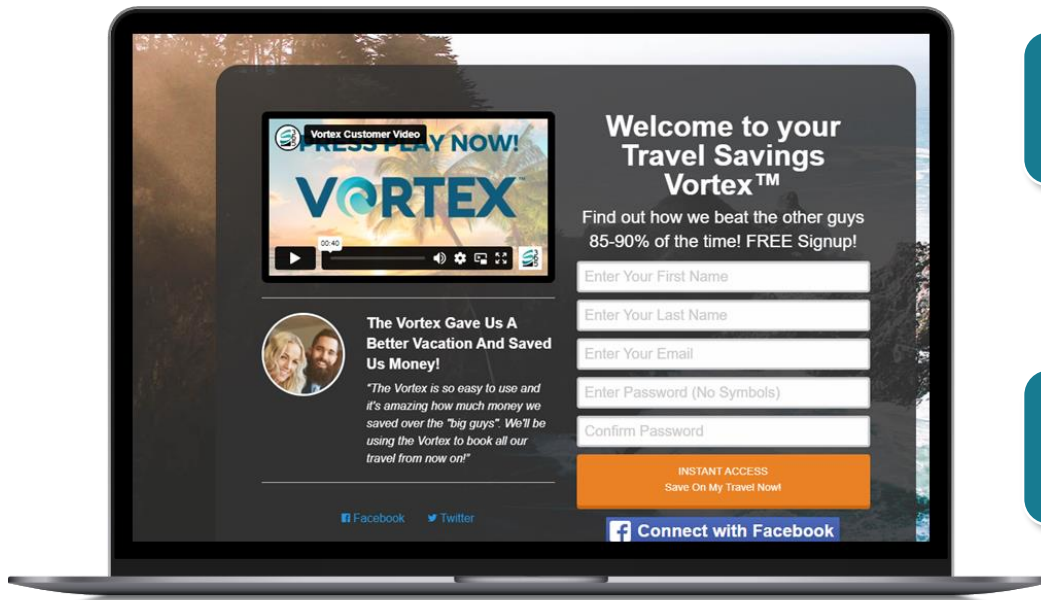 Vortex Customer Video
PRESS PLAY NOW!
VORTEX™
00:40
The Vortex Gave Us A
Better Vacation And Saved
Us Money!
"The Vortex is so easy to use and
it's amazing how much money we
saved over the "big guys". We'll be
using the Vortex to book all our
travel from now on!"
Facebook
Twitter
Welcome to your
Travel Savings
Vortex™
Find out how we beat the other guys
85-90% of the time! FREE Signup!
Enter Your First Name
Enter Your Last Name
Enter Your Email
Enter Password (No Symbols)
Confirm Password
INSTANT ACCESS
Save On My Travel Now!
Connect with Facebook